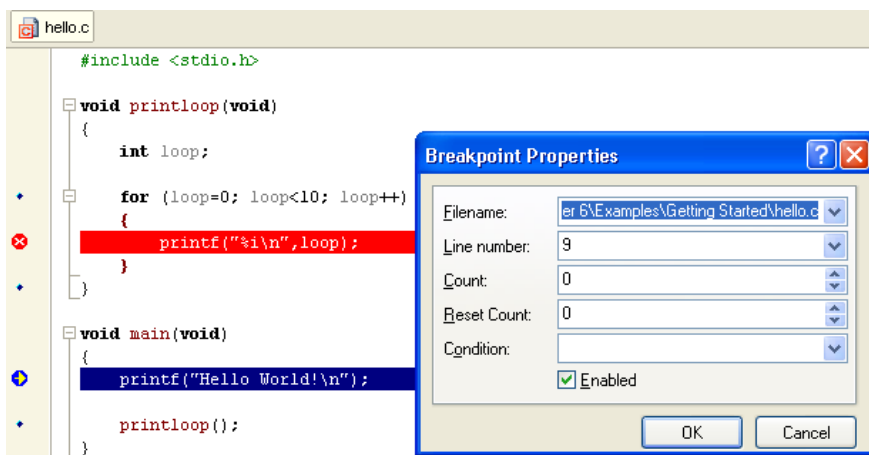 hello.c
#include <stdio.h>
void printloop(void)
{
int loop;
for (loop=0; loop<10; loop++)
{
printf("%i\n",loop);
}
}
void main(void)
{
printf("Hello World!\n");
printloop();
}
Breakpoint Properties
Filename: er 6\Examples\Getting Started\hello.c
Line number: 9
Count: 0
Reset Count: 0
Condition:
Enabled
OK Cancel